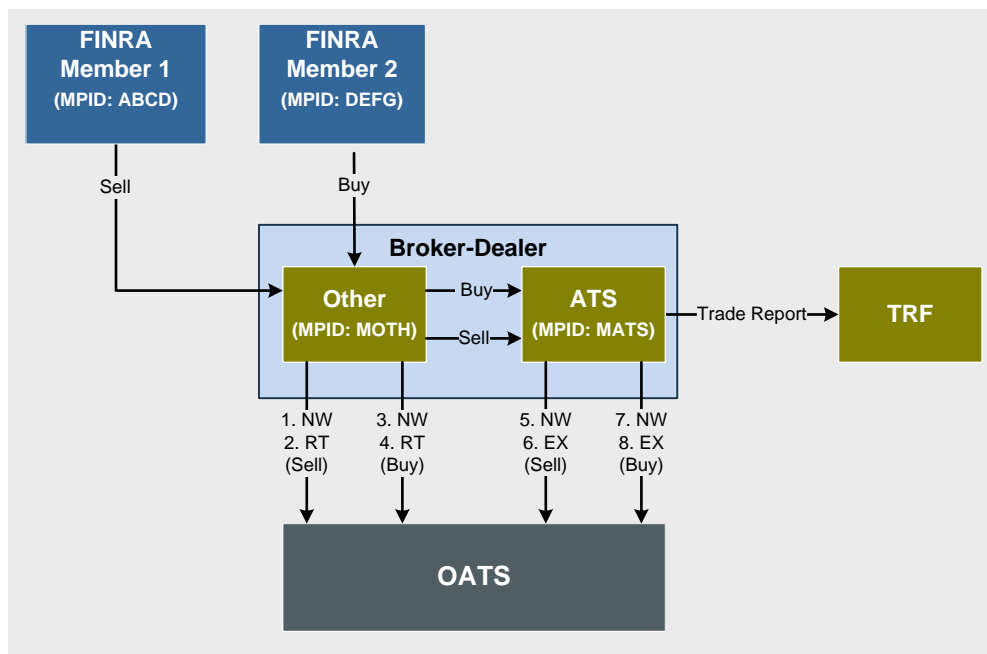 FINRA
Member 1
(MPID: ABCD)
FINRA
Member 2
(MPID: DEFG)
Sell
Buy
Broker-Dealer
Other
(MPID: MOTH)
Buy
Sell
ATS
(MPID: MATS)
Trade Report
TRF
1. NW
2. RT
(Sell)
3. NW
4. RT
(Buy)
5. NW
6. EX
(Sell)
7. NW
8. EX
(Buy)
OATS